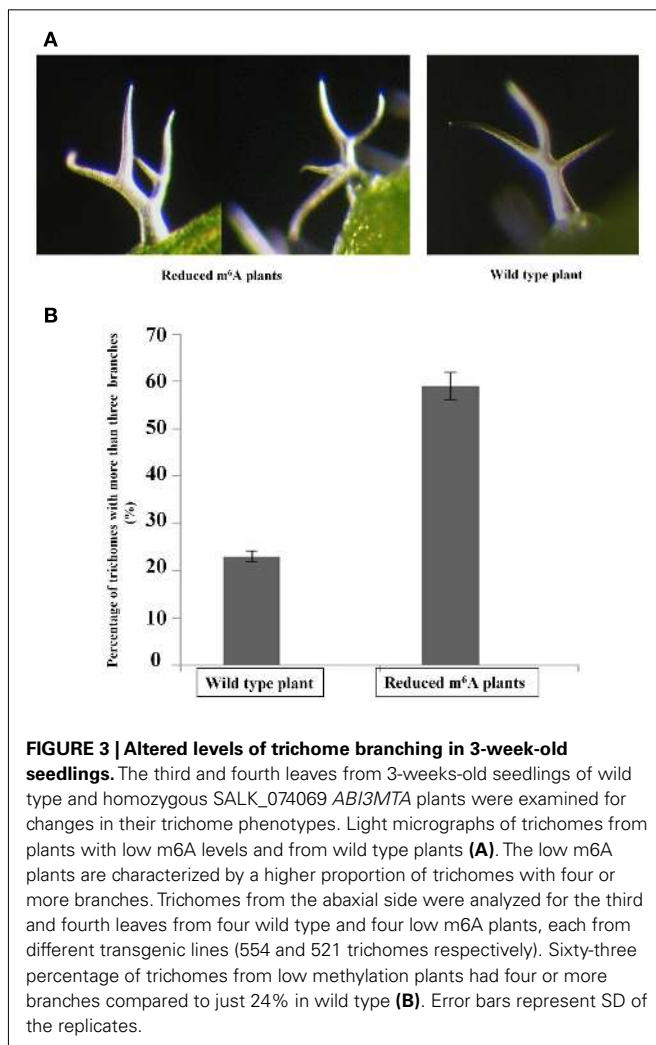 A
Reduced m⁶A plants
Wild type plant
B
Percentage of trichomes with more than three branches
(%)
70
60
50
40
30
20
10
0
Wild type plant
Reduced m⁶A plants
FIGURE 3 | Altered levels of trichome branching in 3-week-old
seedlings. The third and fourth leaves from 3-weeks-old seedlings of wild
type and homozygous SALK_074069 ABI3MTA plants were examined for
changes in their trichome phenotypes. Light micrographs of trichomes from
plants with low m6A levels and from wild type plants (A). The low m6A
plants are characterized by a higher proportion of trichomes with four or
more branches. Trichomes from the abaxial side were analyzed for the third
and fourth leaves from four wild type and four low m6A plants, each from
different transgenic lines (554 and 521 trichomes respectively). Sixty-three
percentage of trichomes from low methylation plants had four or more
branches compared to just 24% in wild type (B). Error bars represent SD of
the replicates.